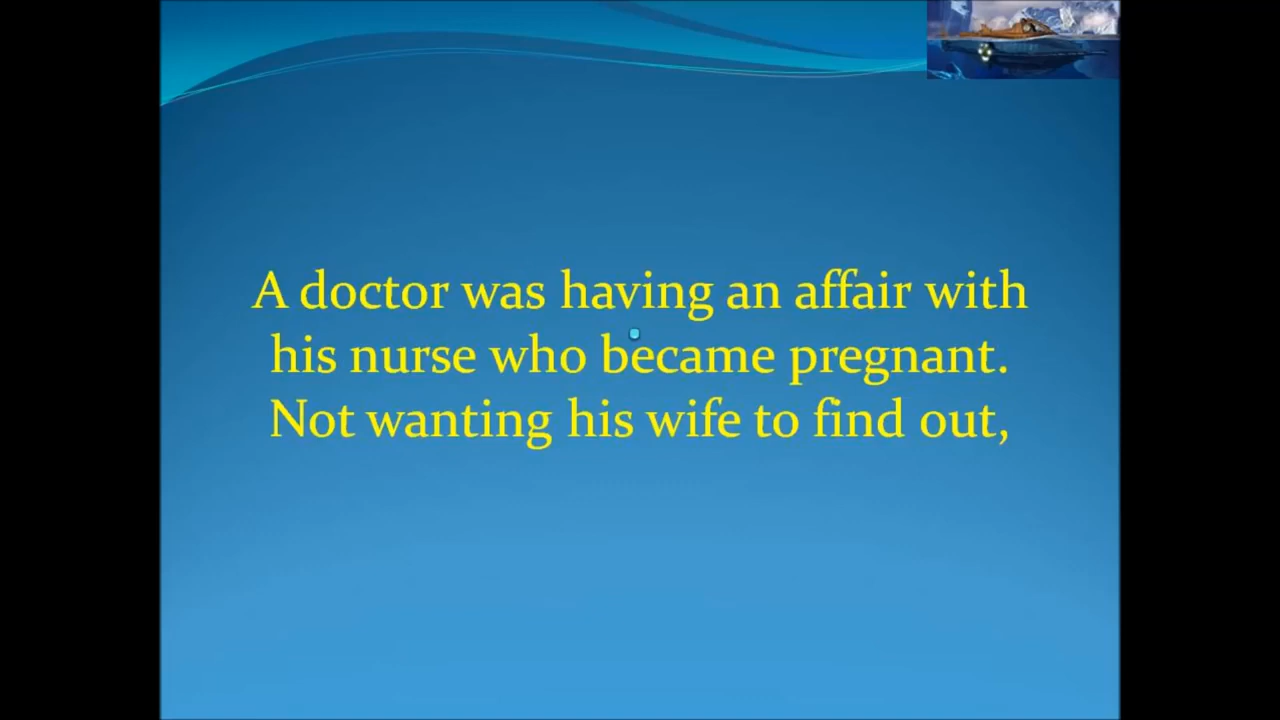 A doctor was having an affair with
his nurse who became pregnant.
Not wanting his wife to find out,